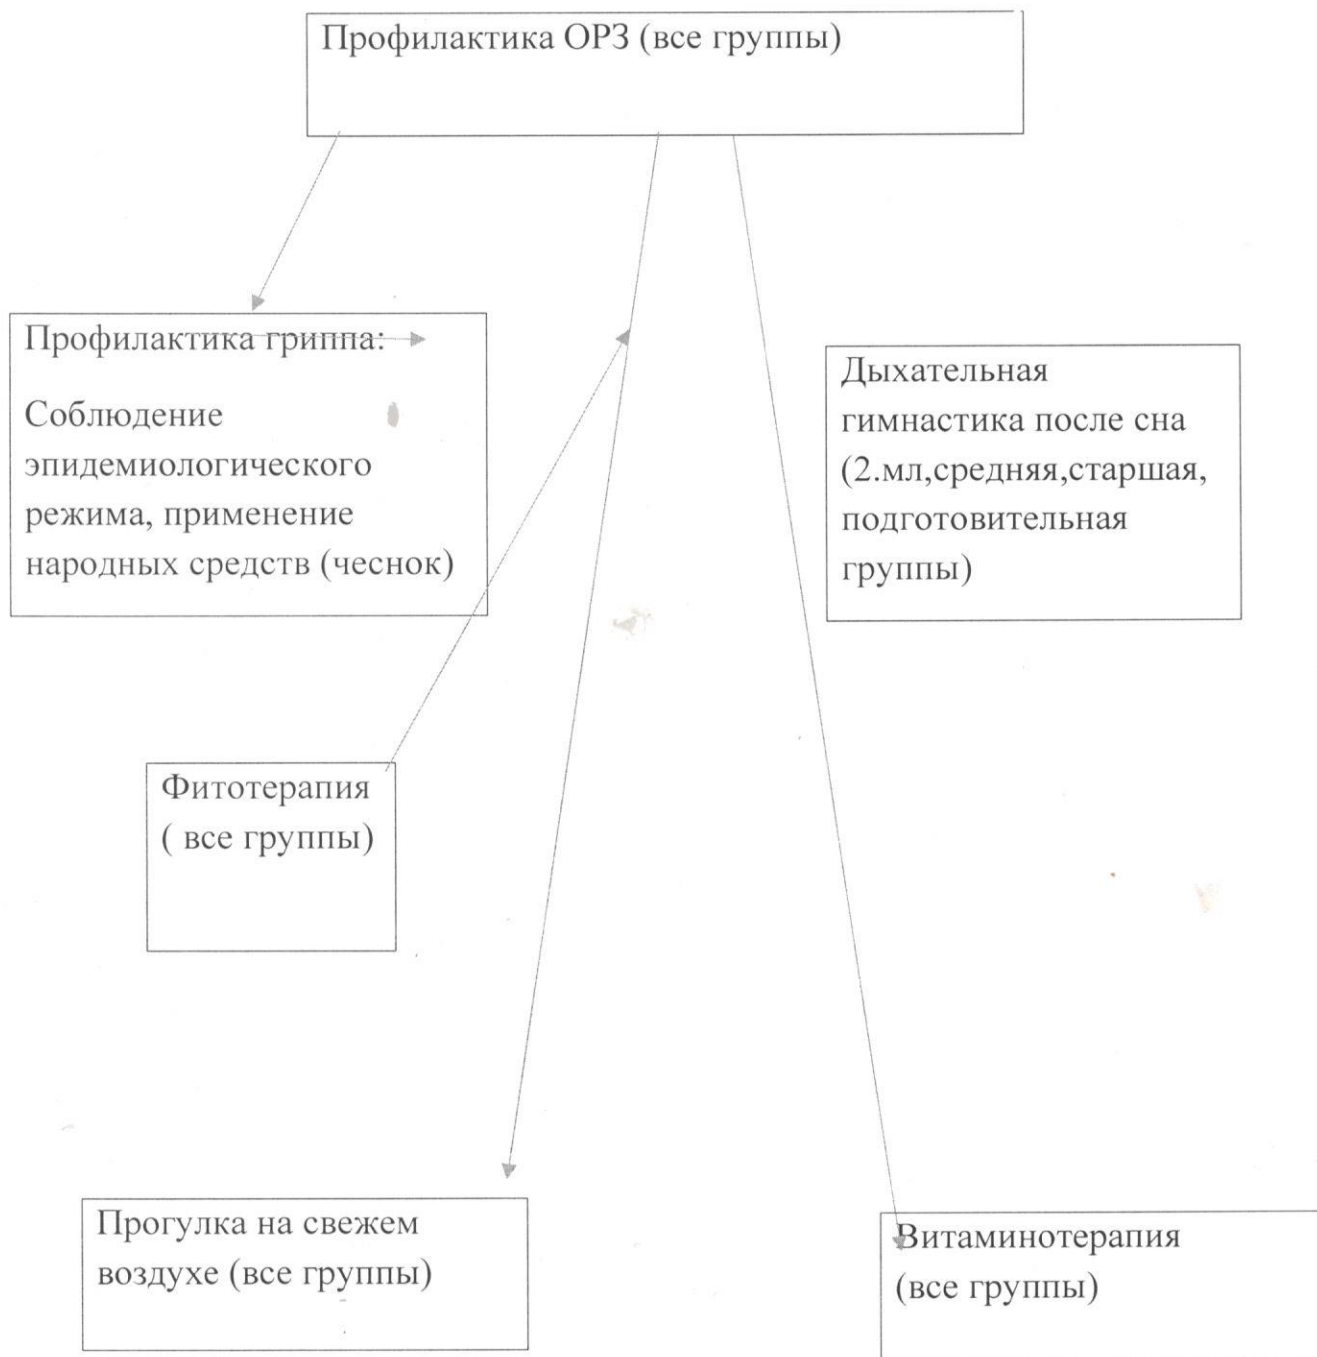 Профилактика ОРЗ (все группы)
Профилактика гриппа:
Соблюдение
эпидемиологического
режима, применение
народных средств (чеснок)
Дыхательная
гимнастика после сна
(2.мл,средняя,старшая,
подготовительная
группы)
Фитотерапия
( все группы)
Прогулка на свежем
воздухе (все группы)
Витаминотерапия
(все группы)